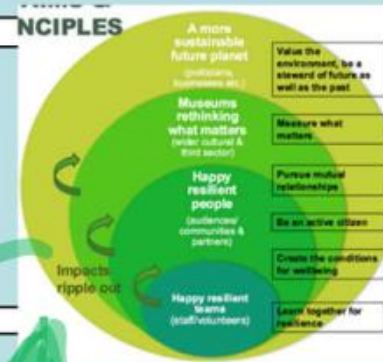 NCIPLES
A more
sustainable
future planet
(politicians,
businesses etc.)
Museums
rethinking
what matters
(wider cultural &
third sector)
Happy
resilient
people
(audiences/
communities &
partners)
Happy resilient
teams
(staff/volunteers)
Impacts
ripple out
Value the
environment, be a
steward of future as
well as the past
Measure what
matters
Pursue mutual
relationships
Be an active citizen
Create the conditions
for wellbeing
Learn together for
resilience